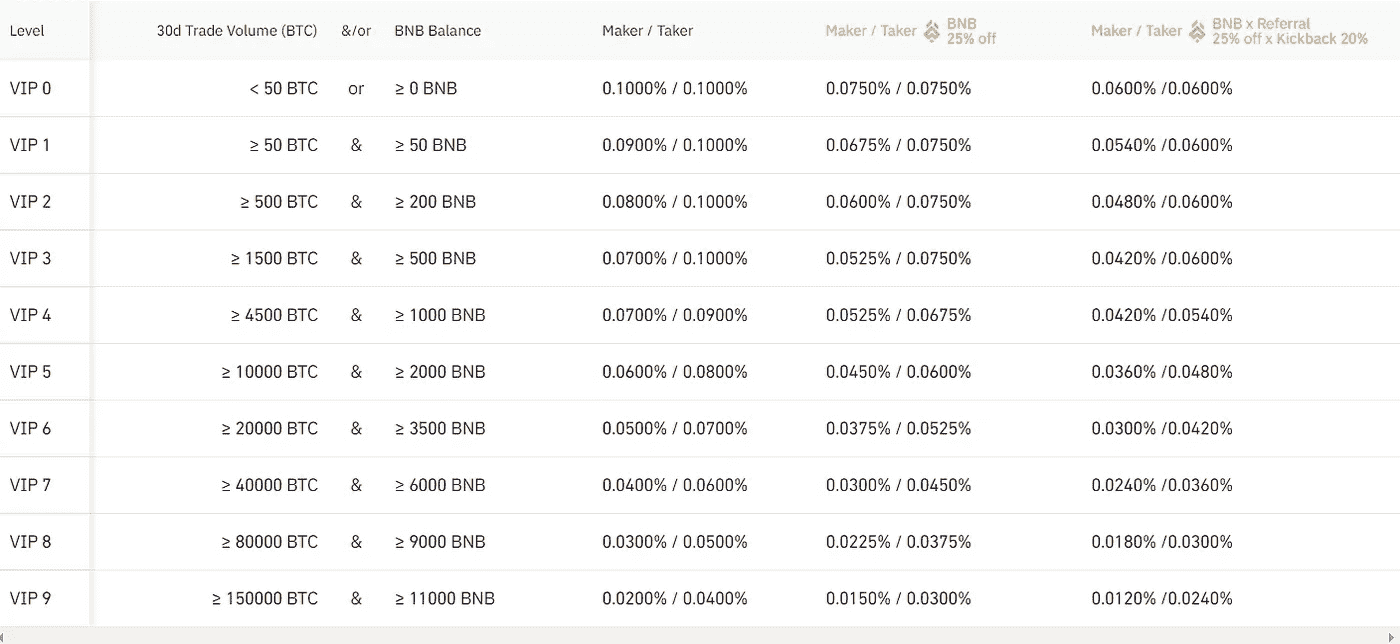 Level 30d Trade Volume (BTC) &/or BNB Balance Maker / Taker Maker / Taker BNB 25% off Maker / Taker BNB x Referral 25% off x Kickback 20%
VIP 0 < 50 BTC or ≥ 0 BNB 0.1000% / 0.1000% 0.0750% / 0.0750% 0.0600% /0.0600%
VIP 1 ≥ 50 BTC & ≥ 50 BNB 0.0900% / 0.1000% 0.0675% / 0.0750% 0.0540% /0.0600%
VIP 2 ≥ 500 BTC & ≥ 200 BNB 0.0800% / 0.1000% 0.0600% / 0.0750% 0.0480% /0.0600%
VIP 3 ≥ 1500 BTC & ≥ 500 BNB 0.0700% / 0.1000% 0.0525% / 0.0750% 0.0420% /0.0600%
VIP 4 ≥ 4500 BTC & ≥ 1000 BNB 0.0700% / 0.0900% 0.0525% / 0.0675% 0.0420% /0.0540%
VIP 5 ≥ 10000 BTC & ≥ 2000 BNB 0.0600% / 0.0800% 0.0450% / 0.0600% 0.0360% /0.0480%
VIP 6 ≥ 20000 BTC & ≥ 3500 BNB 0.0500% / 0.0700% 0.0375% / 0.0525% 0.0300% /0.0420%
VIP 7 ≥ 40000 BTC & ≥ 6000 BNB 0.0400% / 0.0600% 0.0300% / 0.0450% 0.0240% /0.0360%
VIP 8 ≥ 80000 BTC & ≥ 9000 BNB 0.0300% / 0.0500% 0.0225% / 0.0375% 0.0180% /0.0300%
VIP 9 ≥ 150000 BTC & ≥ 11000 BNB 0.0200% / 0.0400% 0.0150% / 0.0300% 0.0120% /0.0240%